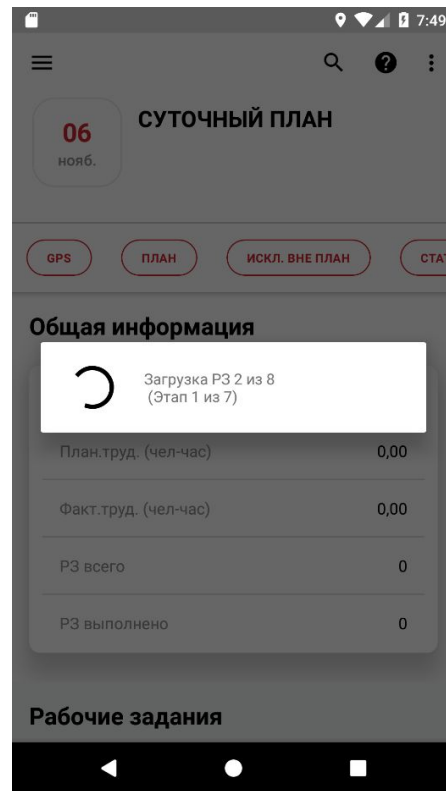 7:49
СУТОЧНЫЙ ПЛАН
06
нояб.
GPS
ПЛАН
ИСКЛ. ВНЕ ПЛАН
СТАТ
Общая информация
Загрузка РЗ 2 из 8
(Этап 1 из 7)
План.труд. (чел-час)
0,00
Факт.труд. (чел-час)
0,00
РЗ всего
0
РЗ выполнено
0
Рабочие задания